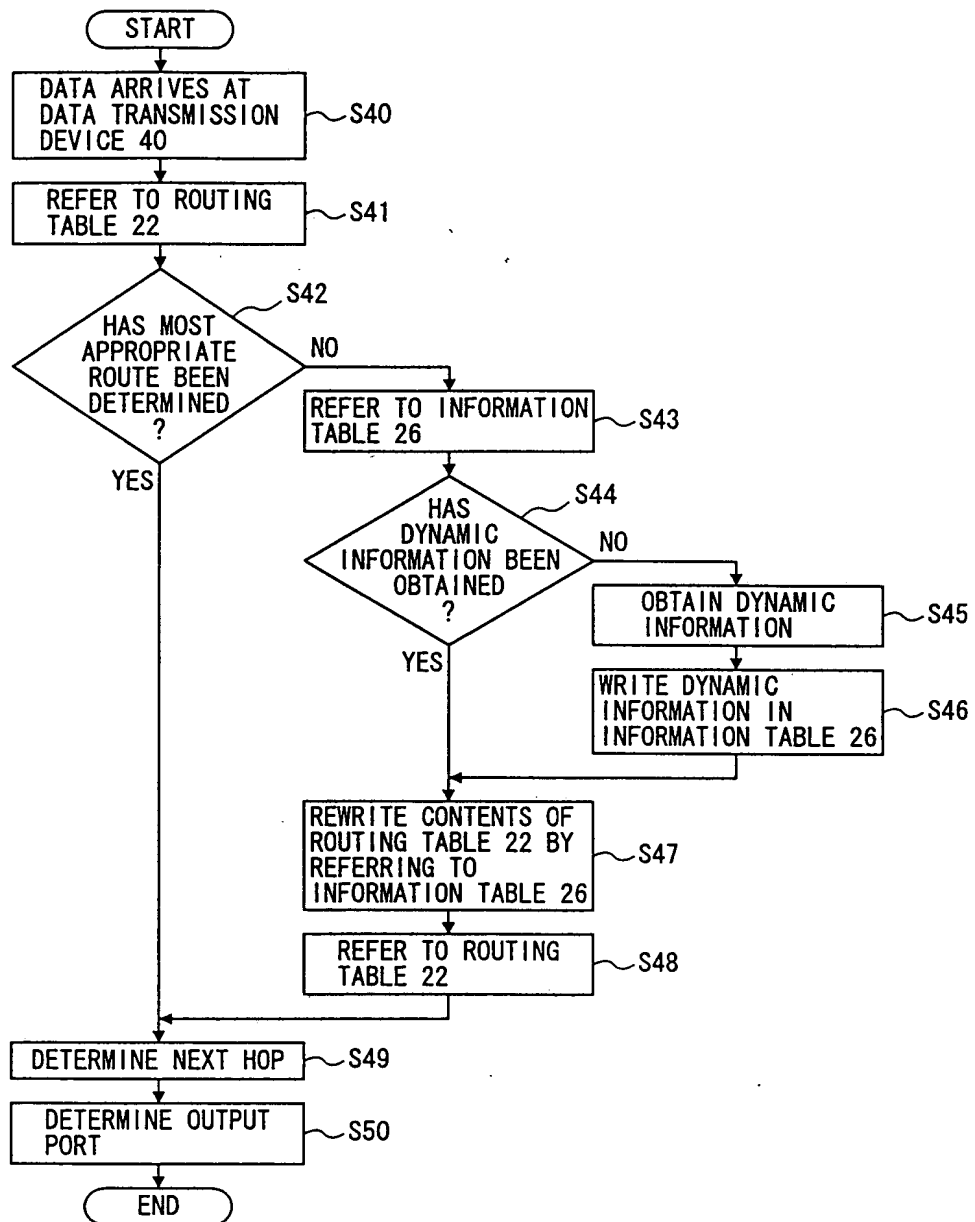 START
DATA ARRIVES AT
DATA TRANSMISSION
DEVICE 40
S40
REFER TO ROUTING
TABLE 22
S41
S42
HAS MOST
APPROPRIATE
ROUTE BEEN
DETERMINED
?
NO
YES
REFER TO INFORMATION
TABLE 26
S43
S44
HAS
DYNAMIC
INFORMATION BEEN
OBTAINED
?
NO
YES
OBTAIN DYNAMIC
INFORMATION
S45
WRITE DYNAMIC
INFORMATION IN
INFORMATION TABLE 26
S46
REWRITE CONTENTS OF
ROUTING TABLE 22 BY
REFERRING TO
INFORMATION TABLE 26
S47
REFER TO ROUTING
TABLE 22
S48
DETERMINE NEXT HOP
S49
DETERMINE OUTPUT
PORT
S50
END